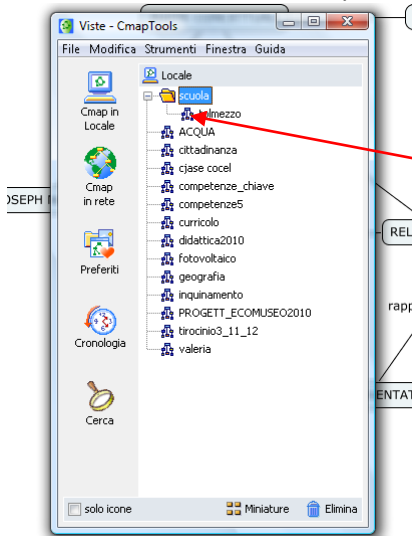 Viste - CmapTools
File Modifica Strumenti Finestra Guida
Locale
Cmap in
Locale
Cmap
in rete
Preferiti
Cronologia
Cerca
scuola
ACQUA
cittadinanza
cjase cocel
competenze_chiave
competenze5
curricolo
didattica2010
fotovoltaico
geografia
inquinamento
PROGETT_ECOMUSEO2010
tirocinio3_11_12
valeria
solo icone
Miniature
Elimina
OSEPH
REL
rapp
ENTAT